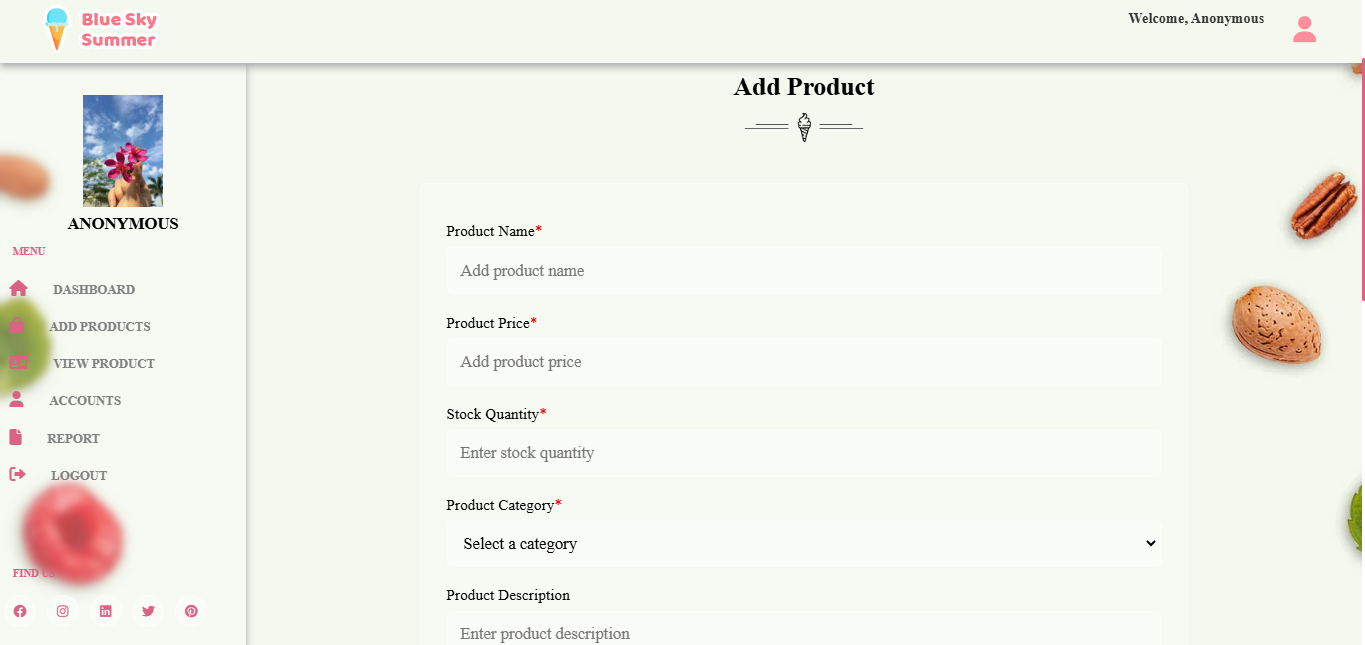 Blue Sky
Summer
Welcome, Anonymous
ANONYMOUS
MENU
DASHBOARD
ADD PRODUCTS
VIEW PRODUCT
ACCOUNTS
REPORT
LOGOUT
FIND US
Add Product
Product Name*
Add product name
Product Price*
Add product price
Stock Quantity*
Enter stock quantity
Product Category*
Select a category
Product Description
Enter product description